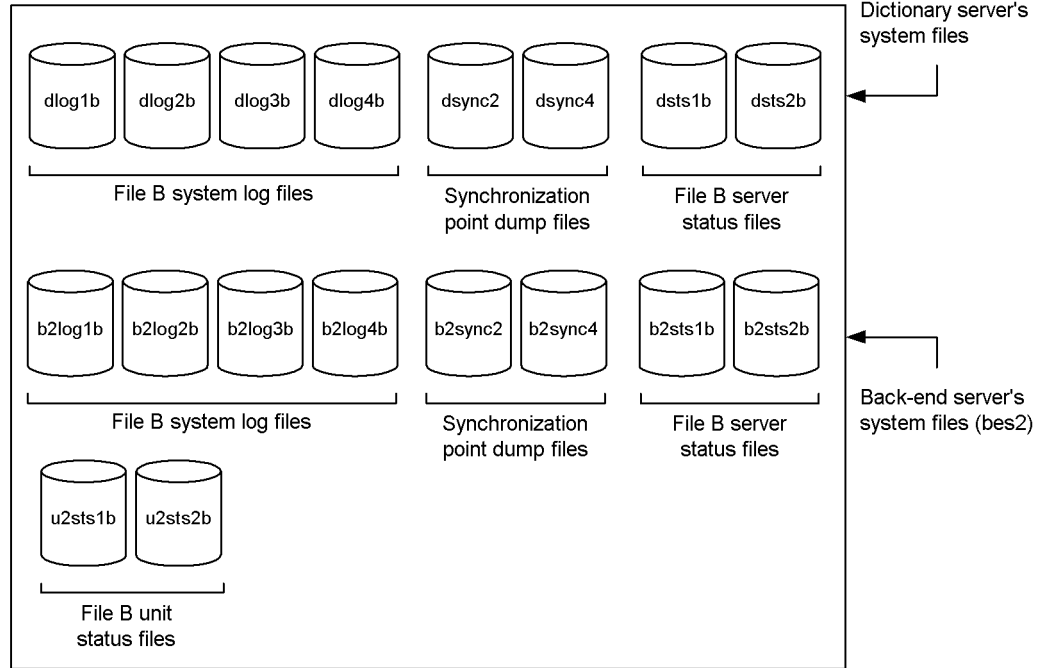 Dictionary server's
system files
dlog1b dlog2b dlog3b dlog4b dsync2 dsync4 dsts1b dsts2b
File B system log files
Synchronization
point dump files
File B server
status files
b2log1b b2log2b b2log3b b2log4b b2sync2 b2sync4 b2sts1b b2sts2b
File B system log files
Synchronization
point dump files
File B server
status files
Back-end server's
system files (bes2)
u2sts1b u2sts2b
File B unit
status files